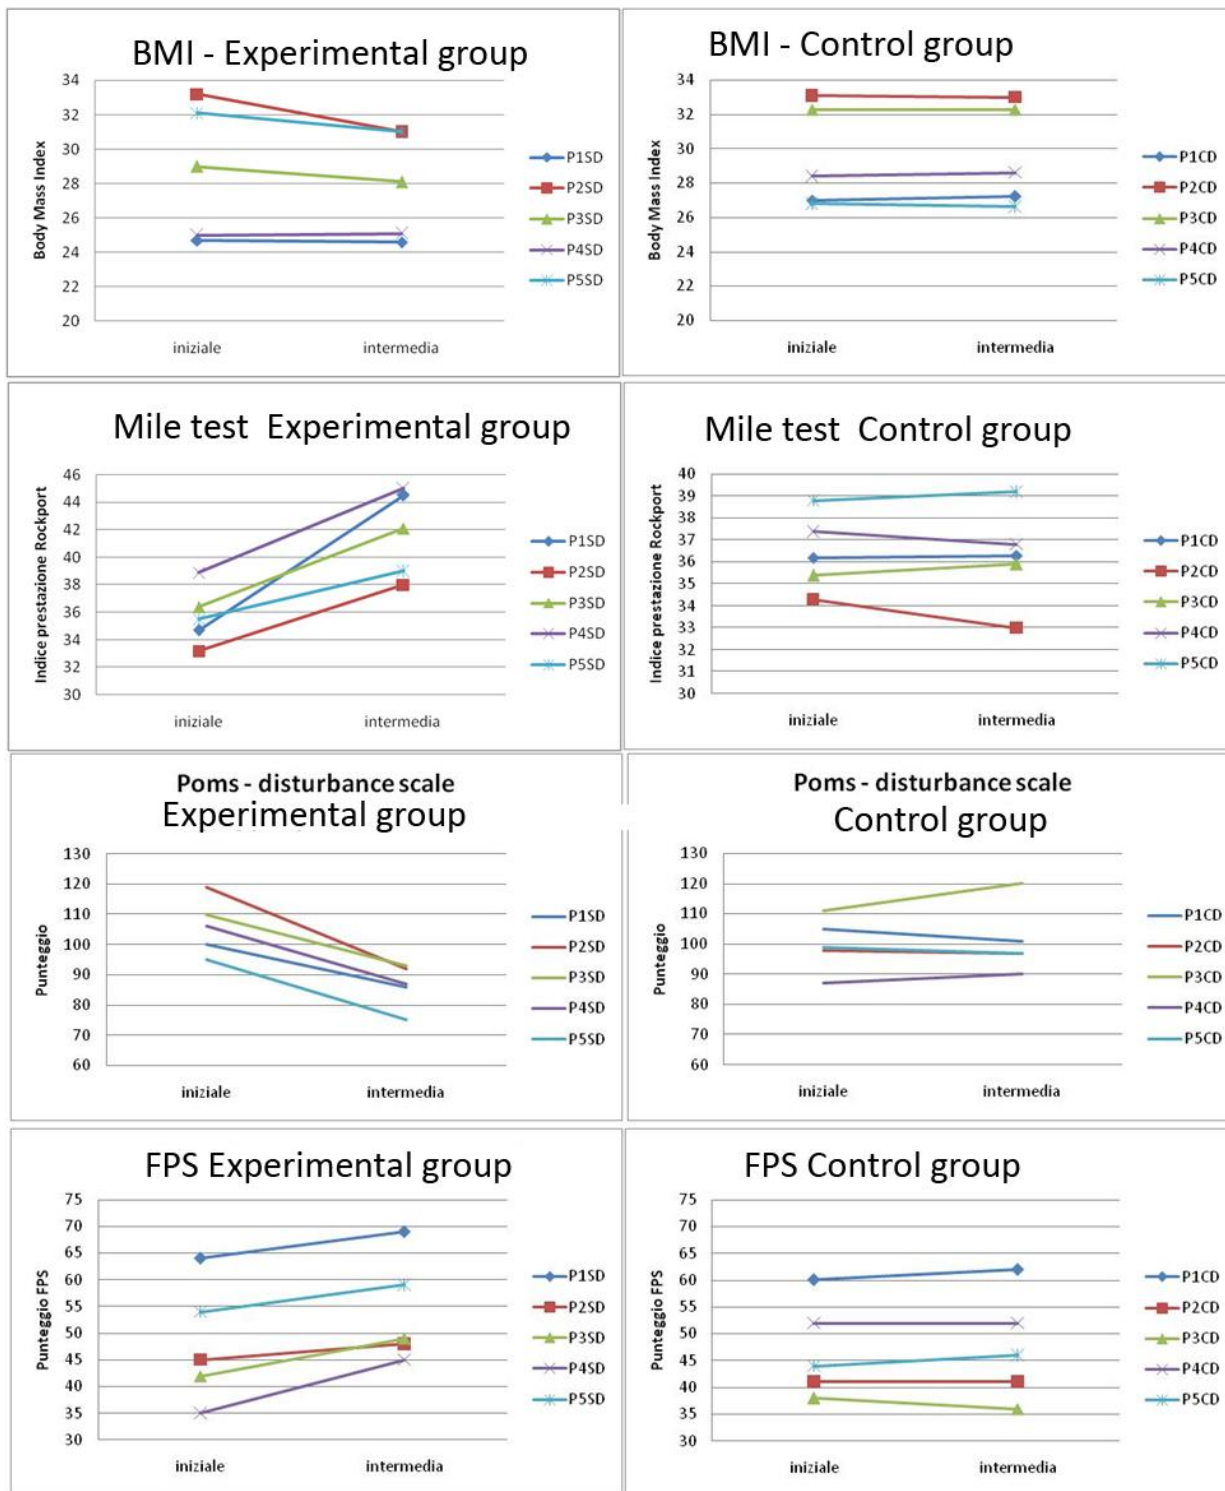 BMI - Experimental group
Body Mass Index
34
32
30
28
26
24
22
20
iniziale intermedia
P1SD
P2SD
P3SD
P4SD
P5SD
BMI - Control group
Body Mass Index
34
32
30
28
26
24
22
20
iniziale intermedia
P1CD
P2CD
P3CD
P4CD
P5CD
Mile test Experimental group
Indice prestazione Rockport
46
44
42
40
38
36
34
32
30
iniziale intermedia
P1SD
P2SD
P3SD
P4SD
P5SD
Mile test Control group
Indice prestazione Rockport
40
39
38
37
36
35
34
33
32
31
30
iniziale intermedia
P1CD
P2CD
P3CD
P4CD
P5CD
Poms - disturbance scale
Experimental group
Punteggio
130
120
110
100
90
80
70
60
iniziale intermedia
P1SD
P2SD
P3SD
P4SD
P5SD
Poms - disturbance scale
Control group
Punteggio
130
120
110
100
90
80
70
60
iniziale intermedia
P1CD
P2CD
P3CD
P4CD
P5CD
FPS Experimental group
Punteggio FPS
75
70
65
60
55
50
45
40
35
30
iniziale intermedia
P1SD
P2SD
P3SD
P4SD
P5SD
FPS Control group
Punteggio FPS
75
70
65
60
55
50
45
40
35
30
iniziale intermedia
P1CD
P2CD
P3CD
P4CD
P5CD